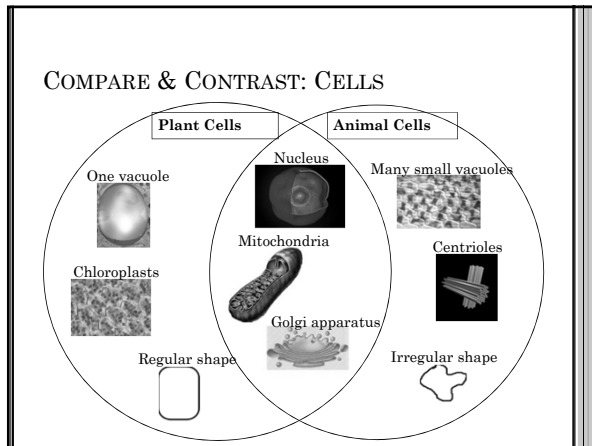 COMPARE & CONTRAST: CELLS
Plant Cells
Animal Cells
One vacuole
Nucleus
Many small vacuoles
Mitochondria
Centrioles
Chloroplasts
Golgi apparatus
Regular shape
Irregular shape